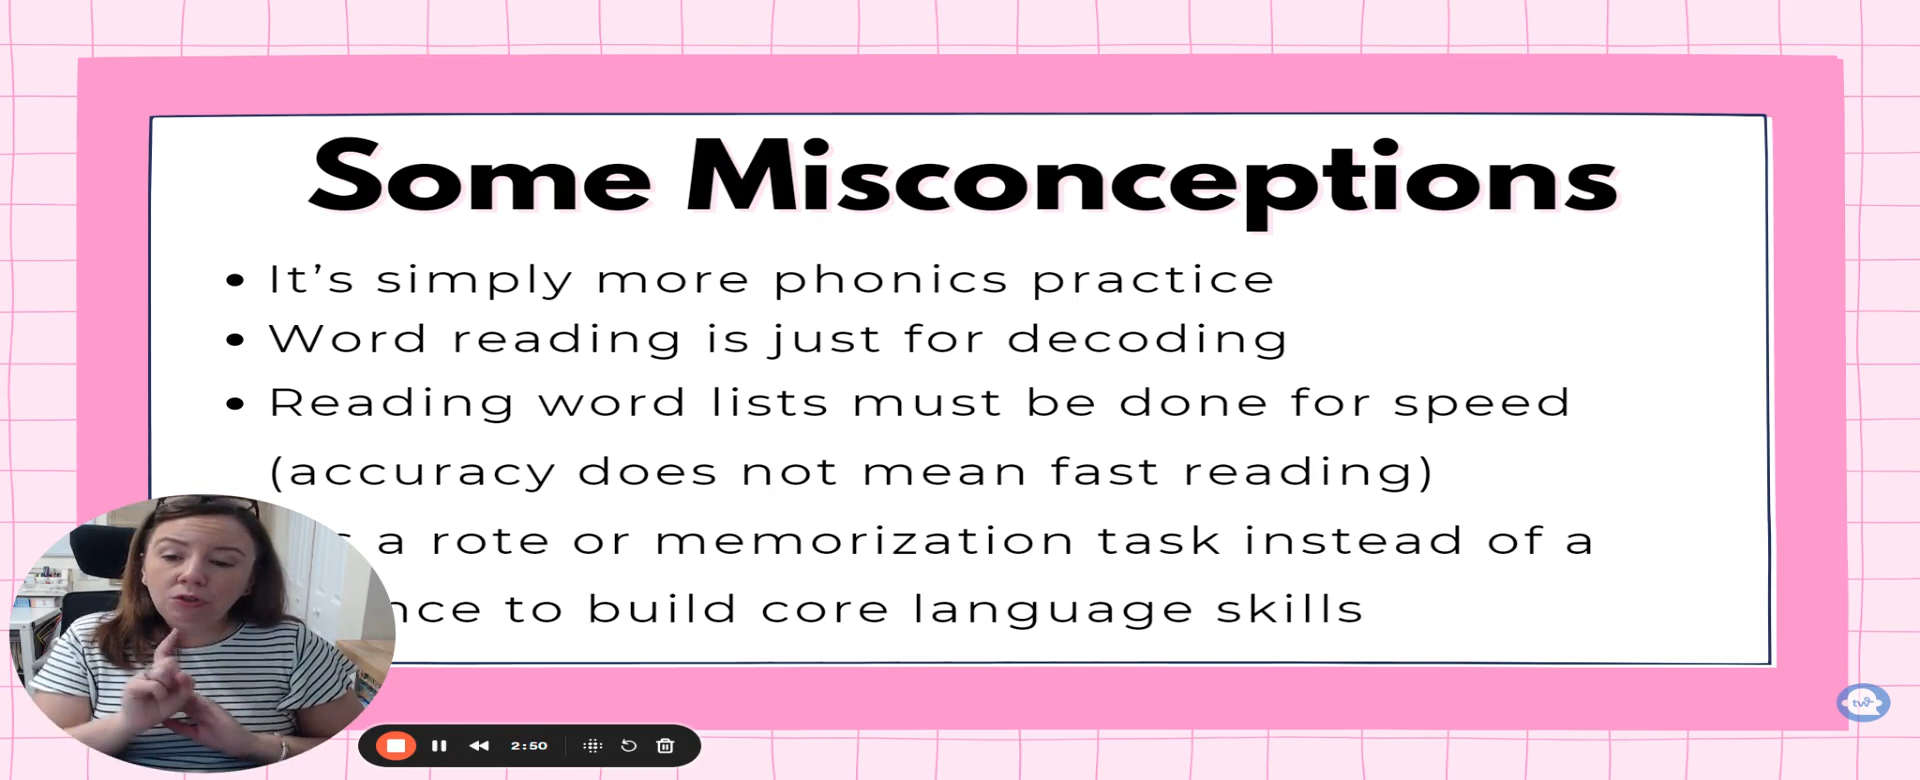 Some Misconceptions
• It's simply more phonics practice
• Word reading is just for decoding
• Reading word lists must be done for speed
(accuracy does not mean fast reading)
a rote or memorization task instead of a
to build core language skills
2:50